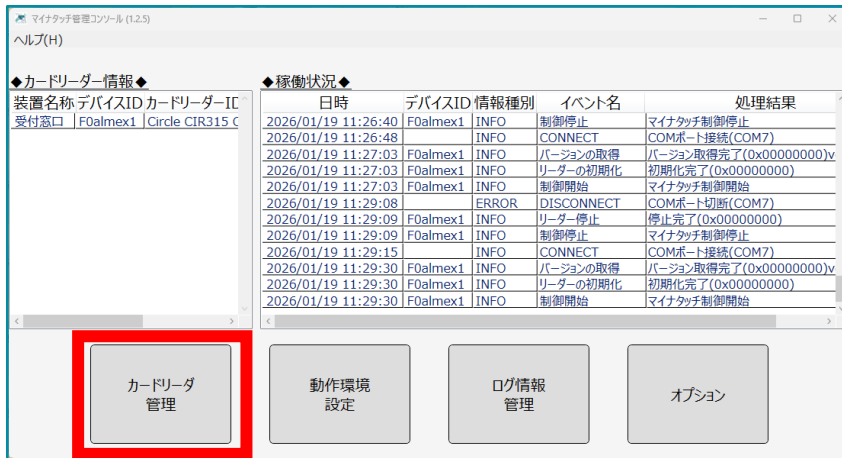 マイナタッチ管理コンソール (1.2.5)
ヘルプ(H)
◆カードリーダー情報◆
装置名称 デバイスID カードリーダーID
受付窓口 F0almex1 Circle CIR315 C
◆稼働状況◆
日時 デバイスID 情報種別 イベント名 処理結果
2026/01/19 11:26:40 F0almex1 INFO 制御停止 マイナタッチ制御停止
2026/01/19 11:26:48 INFO CONNECT COMポート接続(COM7)
2026/01/19 11:27:03 F0almex1 INFO バージョンの取得 バージョン取得完了(0x00000000)v
2026/01/19 11:27:03 F0almex1 INFO リーダーの初期化 初期化完了(0x00000000)
2026/01/19 11:27:03 F0almex1 INFO 制御開始 マイナタッチ制御開始
2026/01/19 11:29:08 ERROR DISCONNECT COMポート切断(COM7)
2026/01/19 11:29:09 F0almex1 INFO リーダー停止 停止完了(0x00000000)
2026/01/19 11:29:09 F0almex1 INFO 制御停止 マイナタッチ制御停止
2026/01/19 11:29:15 INFO CONNECT COMポート接続(COM7)
2026/01/19 11:29:30 F0almex1 INFO バージョンの取得 バージョン取得完了(0x00000000)v
2026/01/19 11:29:30 F0almex1 INFO リーダーの初期化 初期化完了(0x00000000)
2026/01/19 11:29:30 F0almex1 INFO 制御開始 マイナタッチ制御開始
カードリーダ
管理
動作環境
設定
ログ情報
管理
オプション